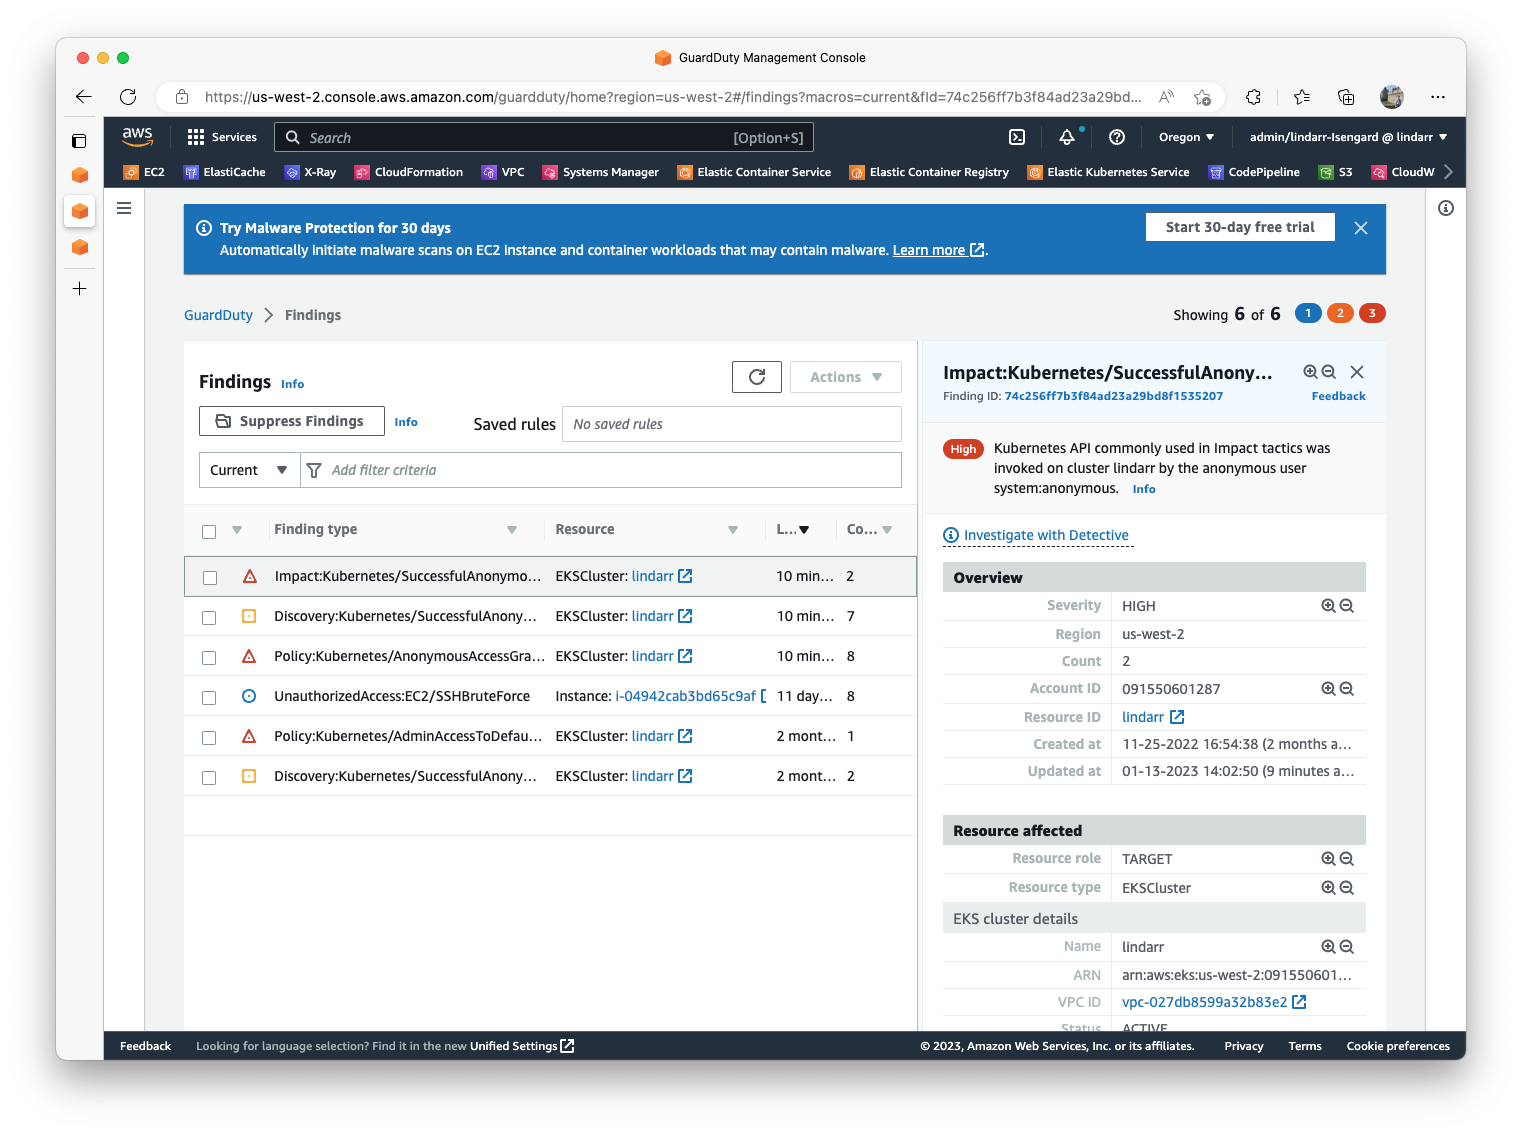 GuardDuty Management Console
https://us-west-2.console.aws.amazon.com/guardduty/home?region=us-west-2#/findings?macros=current&fId=74c256ff7b3f84ad23a29bd...
aws
Services
Search
[Option+S]
Oregon
admin/lindarr-Isengard @ lindarr
EC2
ElastiCache
X-Ray
CloudFormation
VPC
Systems Manager
Elastic Container Service
Elastic Container Registry
Elastic Kubernetes Service
CodePipeline
S3
CloudW
Try Malware Protection for 30 days
Automatically initiate malware scans on EC2 instance and container workloads that may contain malware. Learn more.
Start 30-day free trial
GuardDuty > Findings
Showing 6 of 6 1 2 3
Findings Info
Actions
Suppress Findings Info
Saved rules No saved rules
Current Add filter criteria
Finding type Resource L... Co...
Impact:Kubernetes/SuccessfulAnonymo... EKSCluster: lindarr 10 min... 2
Discovery:Kubernetes/SuccessfulAnony... EKSCluster: lindarr 10 min... 7
Policy:Kubernetes/AnonymousAccessGra... EKSCluster: lindarr 10 min... 8
UnauthorizedAccess:EC2/SSHBruteForce Instance: i-04942cab3bd65c9af 11 day... 8
Policy:Kubernetes/AdminAccessToDefau... EKSCluster: lindarr 2 mont... 1
Discovery:Kubernetes/SuccessfulAnony... EKSCluster: lindarr 2 mont... 2
Impact:Kubernetes/SuccessfulAnony...
Finding ID: 74c256ff7b3f84ad23a29bd8f1535207
Feedback
High
Kubernetes API commonly used in Impact tactics was
invoked on cluster lindarr by the anonymous user
system:anonymous. Info
Investigate with Detective
Overview
Severity HIGH
Region us-west-2
Count 2
Account ID 091550601287
Resource ID lindarr
Created at 11-25-2022 16:54:38 (2 months a...
Updated at 01-13-2023 14:02:50 (9 minutes a...
Resource affected
Resource role TARGET
Resource type EKSCluster
EKS cluster details
Name lindarr
ARN arn:aws:eks:us-west-2:091550601...
VPC ID vpc-027db8599a32b83e2
Status ACTIVE
Feedback
Looking for language selection? Find it in the new Unified Settings
© 2023, Amazon Web Services, Inc. or its affiliates.
Privacy
Terms
Cookie preferences